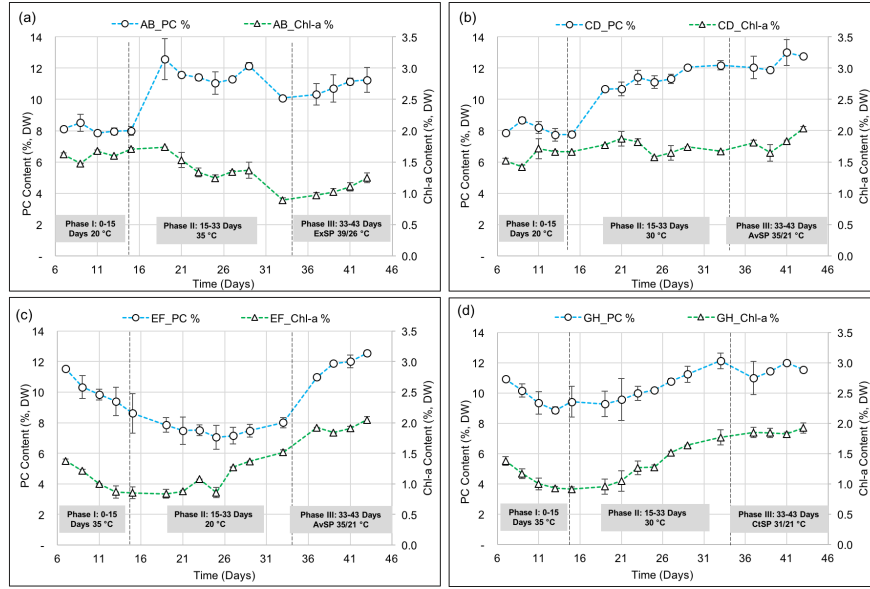 (a)
AB_PC %
AB_Chl-a %
14
12
10
8
6
4
2
-
PC Content (%, DW)
3.5
3.0
2.5
2.0
1.5
1.0
0.5
0.0
Chl-a Content (%, DW)
Phase I: 0-15
Days 20 °C
Phase II: 15-33 Days
35 °C
Phase III: 33-43 Days
ExSP 39/26 °C
6 11 16 21 26 31 36 41 46
Time (Days)
(b)
CD_PC %
CD_Chl-a %
14
12
10
8
6
4
2
-
PC Content (%, DW)
3.5
3.0
2.5
2.0
1.5
1.0
0.5
0.0
Chl-a Content (%, DW)
Phase I: 0-15
Days 20 °C
Phase II: 15-33 Days
30 °C
Phase III: 33-43 Days
AvSP 35/21 °C
6 11 16 21 26 31 36 41 46
Time (Days)
(c)
EF_PC %
EF_Chl-a %
14
12
10
8
6
4
2
-
PC Content (%, DW)
3.5
3.0
2.5
2.0
1.5
1.0
0.5
0.0
Chl-a Content (%, DW)
Phase I: 0-15
Days 35 °C
Phase II: 15-33 Days
20 °C
Phase III: 33-43 Days
AvSP 35/21 °C
6 11 16 21 26 31 36 41 46
Time (Days)
(d)
GH_PC %
GH_Chl-a %
14
12
10
8
6
4
2
-
PC Content (%, DW)
3.5
3.0
2.5
2.0
1.5
1.0
0.5
0.0
Chl-a Content (%, DW)
Phase I: 0-15
Days 35 °C
Phase II: 15-33 Days
30 °C
Phase III: 33-43 Days
CtSP 31/21 °C
6 11 16 21 26 31 36 41 46
Time (Days)